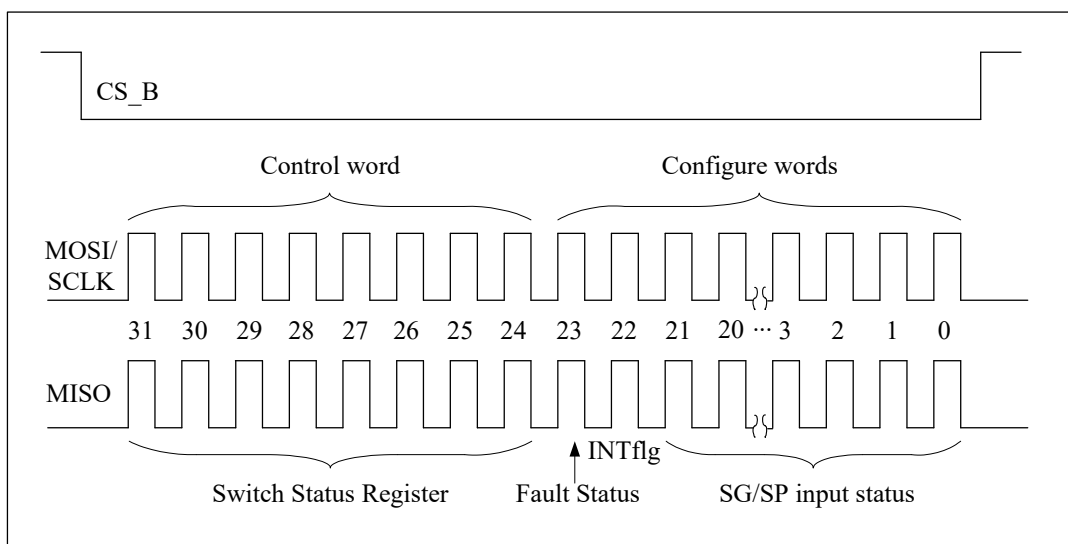 CS_B
Control word
Configure words
MOSI/
SCLK
31 30 29 28 27 26 25 24 23 22 21 20 ... 3 2 1 0
MISO
INTflg
Switch Status Register
Fault Status
SG/SP input status